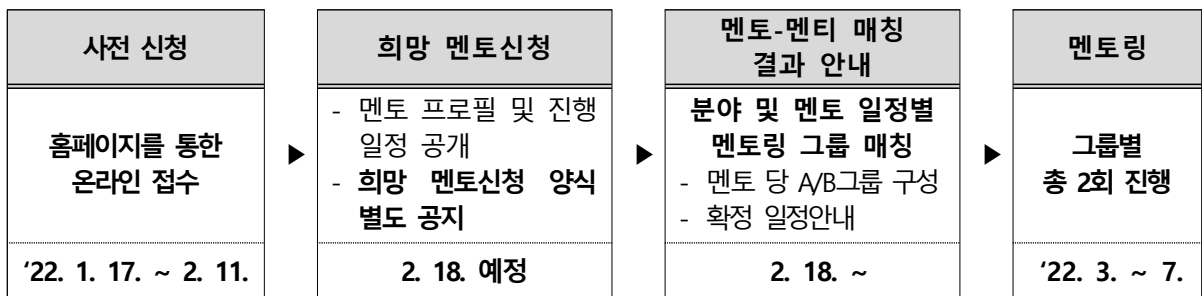 사전 신청
홈페이지를 통한
온라인 접수
‘22. 1. 17. ~ 2. 11.
▶
희망 멘토신청
- 멘토 프로필 및 진행
일정 공개
- 희망 멘토신청 양식
별도 공지
2. 18. 예정
▶
멘토-멘티 매칭
결과 안내
분야 및 멘토 일정별
멘토링 그룹 매칭
- 멘토 당 A/B그룹 구성
- 확정 일정안내
2. 18. ~
▶
멘토링
그룹별
총 2회 진행
‘22. 3. ~ 7.